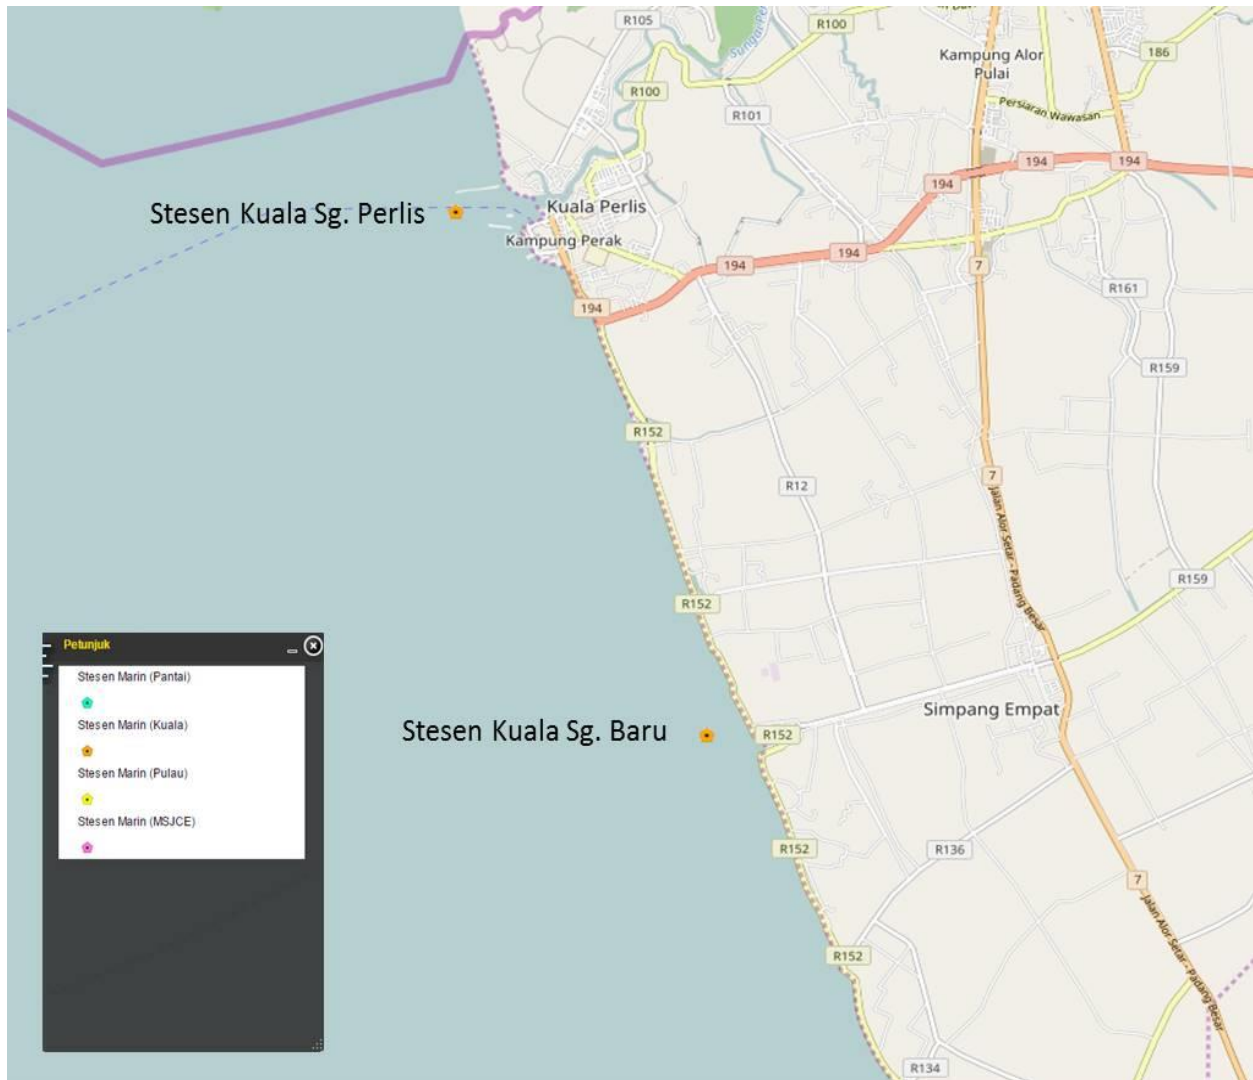 R105
R100
Sungai
Kampung Alor
Pulai
186
R100
Persiaran Wawasan
R101
194
194
194
Stesen Kuala Sg. Perlis
Kuala Perlis
Kampung Perak
194
194
7
R161
194
R159
R152
7
R12
Jalan Alor Setar - Padang Besar
R159
R152
Petunjuk
Stesen Marin (Pantai)
Stesen Marin (Kuala)
Stesen Marin (Pulau)
Stesen Marin (MSJCE)
Simpang Empat
Stesen Kuala Sg. Baru
R152
R152
R136
7
Jalan Alor Setar - Padang Besar
R152
R134